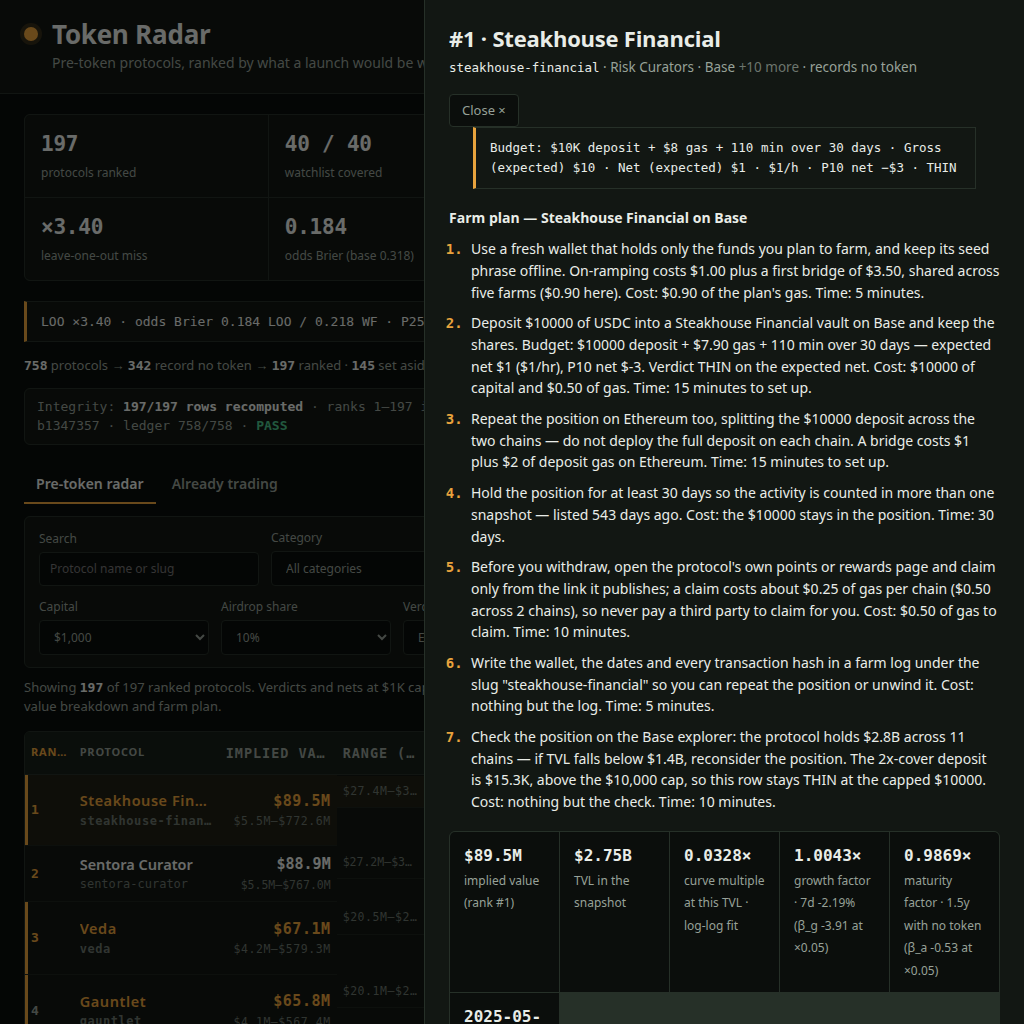 Token Radar
Pre-token protocols, ranked by what a launch would be w
197
protocols ranked
40 / 40
watchlist covered
×3.40
leave-one-out miss
0.184
odds Brier (base 0.318)
LOO ×3.40 · odds Brier 0.184 LOO / 0.218 WF · P25
758 protocols → 342 record no token → 197 ranked · 145 set asid
Integrity: 197/197 rows recomputed · ranks 1–197
b1347357 · ledger 758/758 · PASS
Pre-token radar
Already trading
Search
Category
Protocol name or slug
All categories
Capital
Airdrop share
Verd
$1,000
10%
E
Showing 197 of 197 ranked protocols. Verdicts and nets at $1K cap
value breakdown and farm plan.
RAN…
PROTOCOL
IMPLIED VA…
RANGE (…
1
Steakhouse Fin…
steakhouse-finan…
$89.5M
$5.5M–$772.6M
$27.4M–$3…
2
Sentora Curator
sentora-curator
$88.9M
$5.5M–$767.0M
$27.2M–$3…
3
Veda
veda
$67.1M
$4.2M–$579.3M
$20.5M–$2…
4
Gauntlet
gauntlet
$65.8M
$4.1M–$567.4M
$20.1M–$2…
#1 · Steakhouse Financial
steakhouse-financial · Risk Curators · Base +10 more · records no token
Close ×
Budget: $10K deposit + $8 gas + 110 min over 30 days · Gross
(expected) $10 · Net (expected) $1 · $1/h · P10 net −$3 · THIN
Farm plan — Steakhouse Financial on Base
1. Use a fresh wallet that holds only the funds you plan to farm, and keep its seed
phrase offline. On-ramping costs $1.00 plus a first bridge of $3.50, shared across
five farms ($0.90 here). Cost: $0.90 of the plan's gas. Time: 5 minutes.
2. Deposit $10000 of USDC into a Steakhouse Financial vault on Base and keep the
shares. Budget: $10000 deposit + $7.90 gas + 110 min over 30 days — expected
net $1 ($1/hr), P10 net $-3. Verdict THIN on the expected net. Cost: $10000 of
capital and $0.50 of gas. Time: 15 minutes to set up.
3. Repeat the position on Ethereum too, splitting the $10000 deposit across the
two chains — do not deploy the full deposit on each chain. A bridge costs $1
plus $2 of deposit gas on Ethereum. Time: 15 minutes to set up.
4. Hold the position for at least 30 days so the activity is counted in more than one
snapshot — listed 543 days ago. Cost: the $10000 stays in the position. Time: 30
days.
5. Before you withdraw, open the protocol's own points or rewards page and claim
only from the link it publishes; a claim costs about $0.25 of gas per chain ($0.50
across 2 chains), so never pay a third party to claim for you. Cost: $0.50 of gas to
claim. Time: 10 minutes.
6. Write the wallet, the dates and every transaction hash in a farm log under the
slug "steakhouse-financial" so you can repeat the position or unwind it. Cost:
nothing but the log. Time: 5 minutes.
7. Check the position on the Base explorer: the protocol holds $2.8B across 11
chains — if TVL falls below $1.4B, reconsider the position. The 2x-cover deposit
is $15.3K, above the $10,000 cap, so this row stays THIN at the capped $10000.
Cost: nothing but the check. Time: 10 minutes.
$89.5M
implied value
(rank #1)
$2.75B
TVL in the
snapshot
0.0328×
curve multiple
at this TVL ·
log-log fit
1.0043×
growth factor
· 7d -2.19%
(β_g -3.91 at
×0.05)
0.9869×
maturity
factor · 1.5y
with no token
(β_a -0.53 at
×0.05)
2025-05-